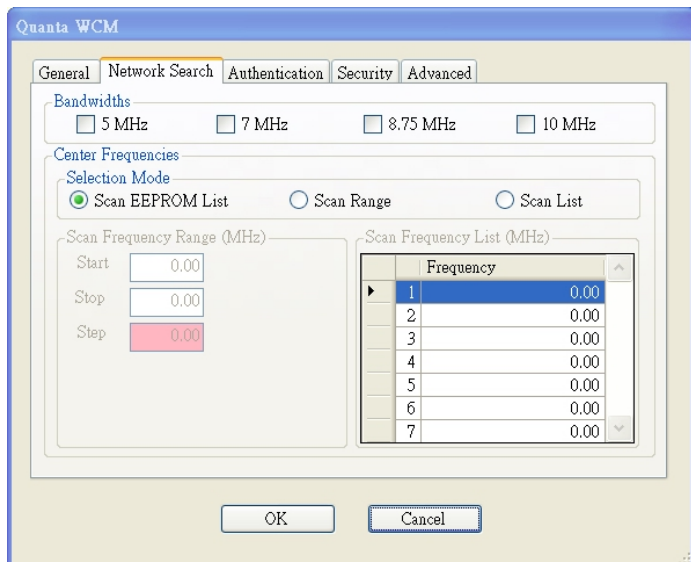 Quanta WCM
General Network Search Authentication Security Advanced
Bandwidths
5 MHz 7 MHz 8.75 MHz 10 MHz
Center Frequencies
Selection Mode
Scan EEPROM List Scan Range Scan List
Scan Frequency Range (MHz)
Start 0.00
Stop 0.00
Step 0.00
Scan Frequency List (MHz)
Frequency
1 0.00
2 0.00
3 0.00
4 0.00
5 0.00
6 0.00
7 0.00
OK Cancel